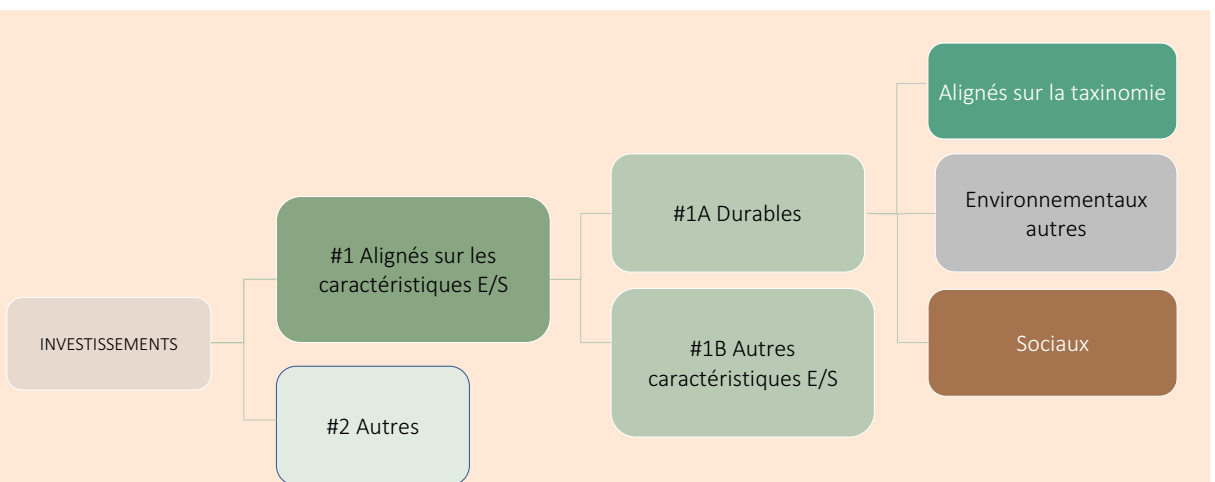 INVESTISSEMENTS
#1 Alignés sur les
caractéristiques E/S
#2 Autres
#1A Durables
#1B Autres
caractéristiques E/S
Alignés sur la taxinomie
Environnementaux
autres
Sociaux